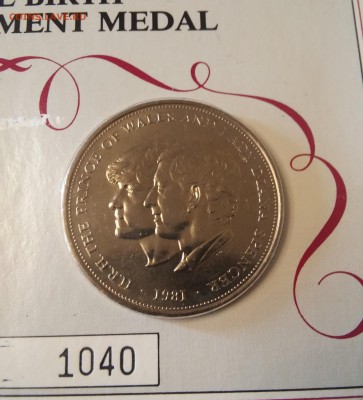 E BIRTH
MENT MEDAL
H.R.H. THE PRINCE OF WALES AND LADY DIANA SPENCER
· 1981 ·
1040